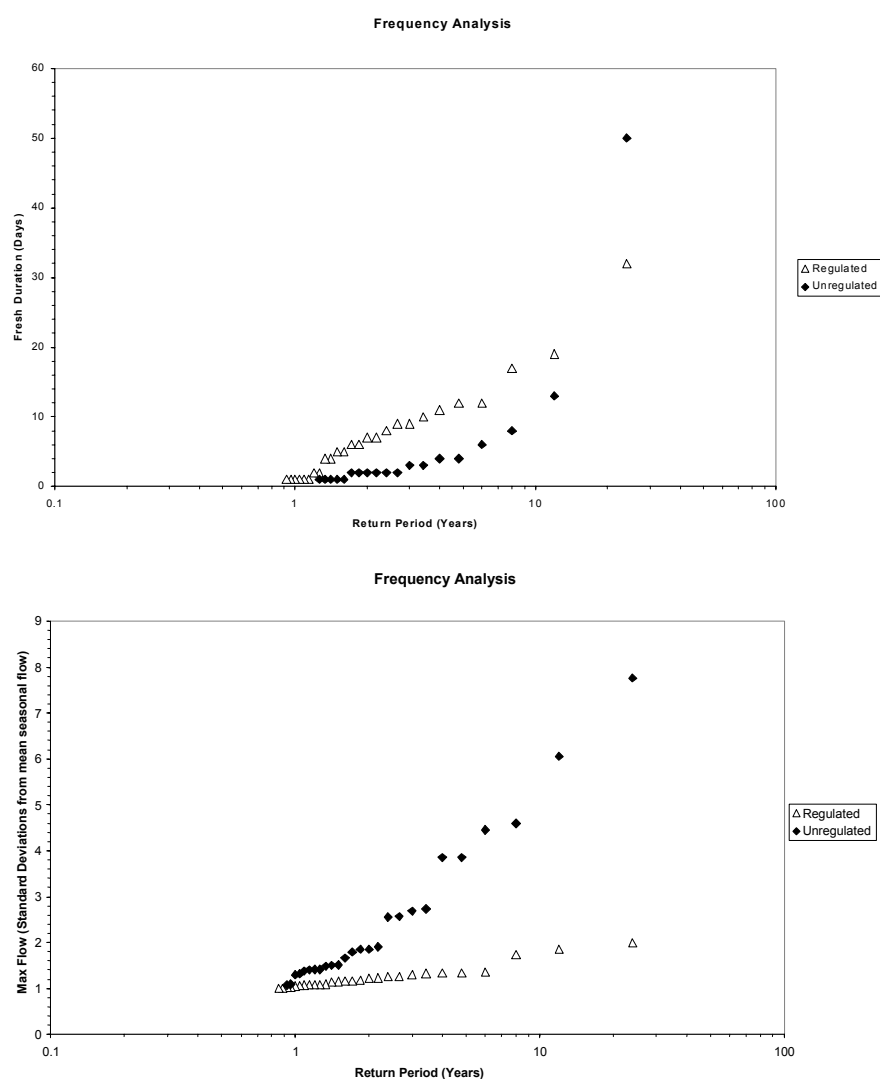 Frequency Analysis
60
50
40
30
20
10
0
0.1 1 10 100
Fresh Duration (Days)
Return Period (Years)
Regulated
Unregulated
Frequency Analysis
9
8
7
6
5
4
3
2
1
0
0.1 1 10 100
Max Flow (Standard Deviations from mean seasonal flow)
Return Period (Years)
Regulated
Unregulated